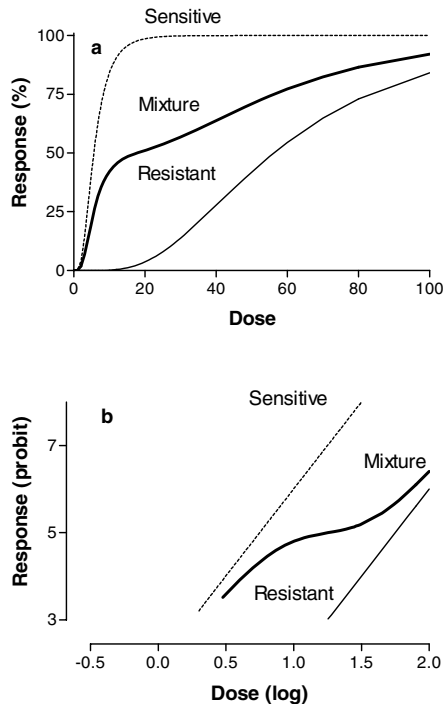 Sensitive
100
a
75
Mixture
50
Resistant
25
0
Response (%)
0 20 40 60 80 100
Dose
b
Sensitive
7
Mixture
5
Resistant
3
Response (probit)
-0.5 0.0 0.5 1.0 1.5 2.0
Dose (log)